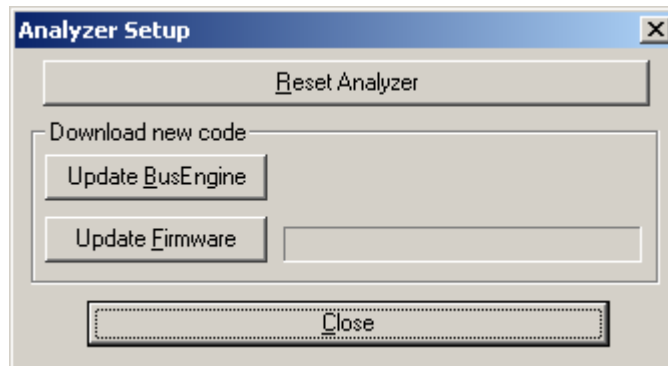 Analyzer Setup
Reset Analyzer
Download new code
Update BusEngine
Update Firmware
Close